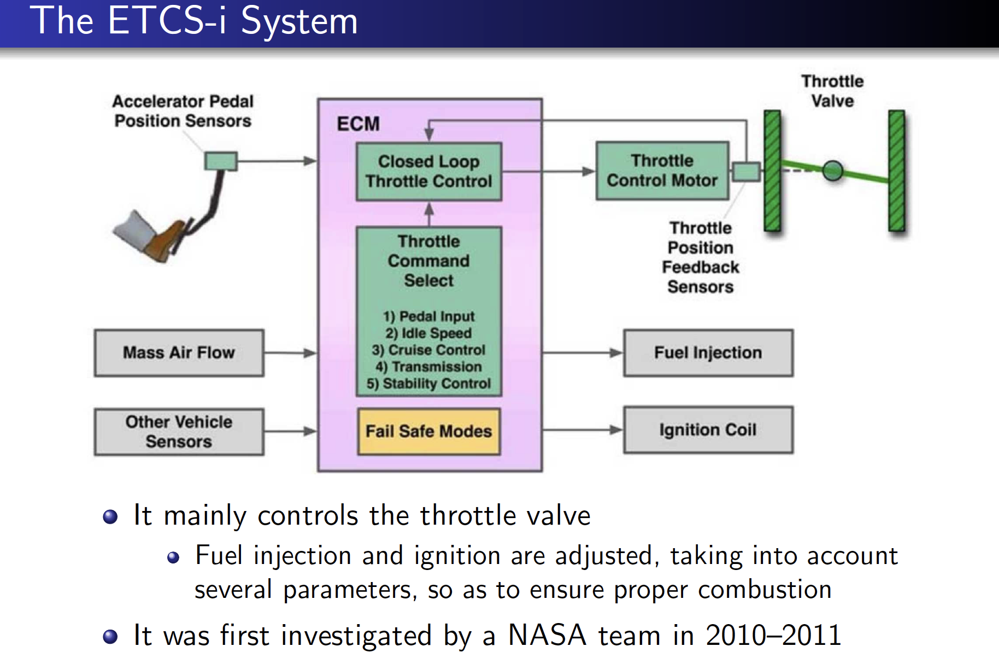 The ETCS-i System
Accelerator Pedal
Position Sensors
ECM
Closed Loop
Throttle Control
Throttle
Command
Select
1) Pedal Input
2) Idle Speed
3) Cruise Control
4) Transmission
5) Stability Control
Fail Safe Modes
Mass Air Flow
Other Vehicle
Sensors
Throttle
Control Motor
Throttle
Valve
Throttle
Position
Feedback
Sensors
Fuel Injection
Ignition Coil
It mainly controls the throttle valve
Fuel injection and ignition are adjusted, taking into account
several parameters, so as to ensure proper combustion
It was first investigated by a NASA team in 2010–2011